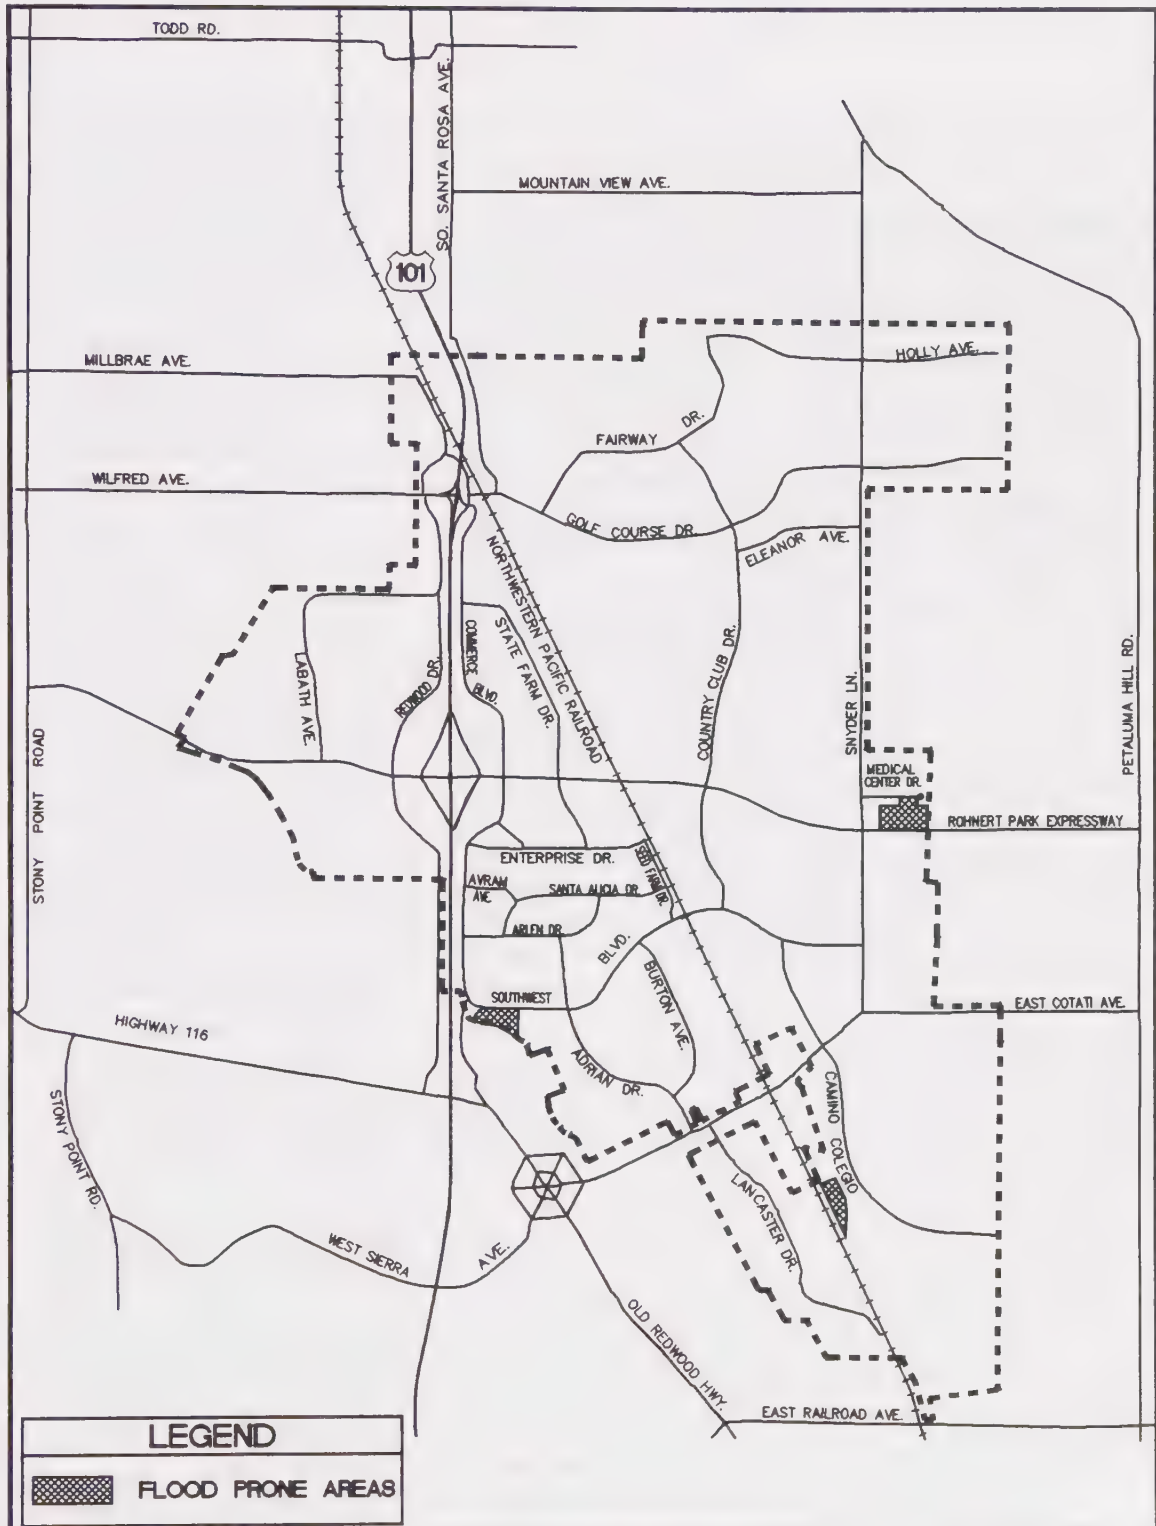 TODD RD.
SO. SANTA ROSA AVE.
MOUNTAIN VIEW AVE.
101
MILLBRAE AVE.
HOLLY AVE.
FAIRWAY DR.
WILFRED AVE.
GOLF COURSE DR.
ELEANOR AVE.
NORTHWESTERN PACIFIC RAILROAD
STATE FARM DR.
COMMERCE BLVD.
REDWOOD DR.
LABATH AVE.
COUNTRY CLUB DR.
SNYDER LN.
PETALUMA HILL RD.
STONY POINT ROAD
MEDICAL
CENTER DR.
ROHNERT PARK EXPRESSWAY
ENTERPRISE DR.
SEED FARM DR.
AVRAM
AVE
SANTA ALICIA DR.
ARLEN DR.
SOUTHWEST BLVD.
BURTON AVE.
EAST COTATI AVE.
HIGHWAY 116
ADRIAN DR.
CAMINO COLEGIO
STONY POINT RD.
LANCASTER DR.
WEST SIERRA AVE.
OLD REDWOOD HWY.
EAST RAILROAD AVE.
LEGEND
FLOOD PRONE AREAS